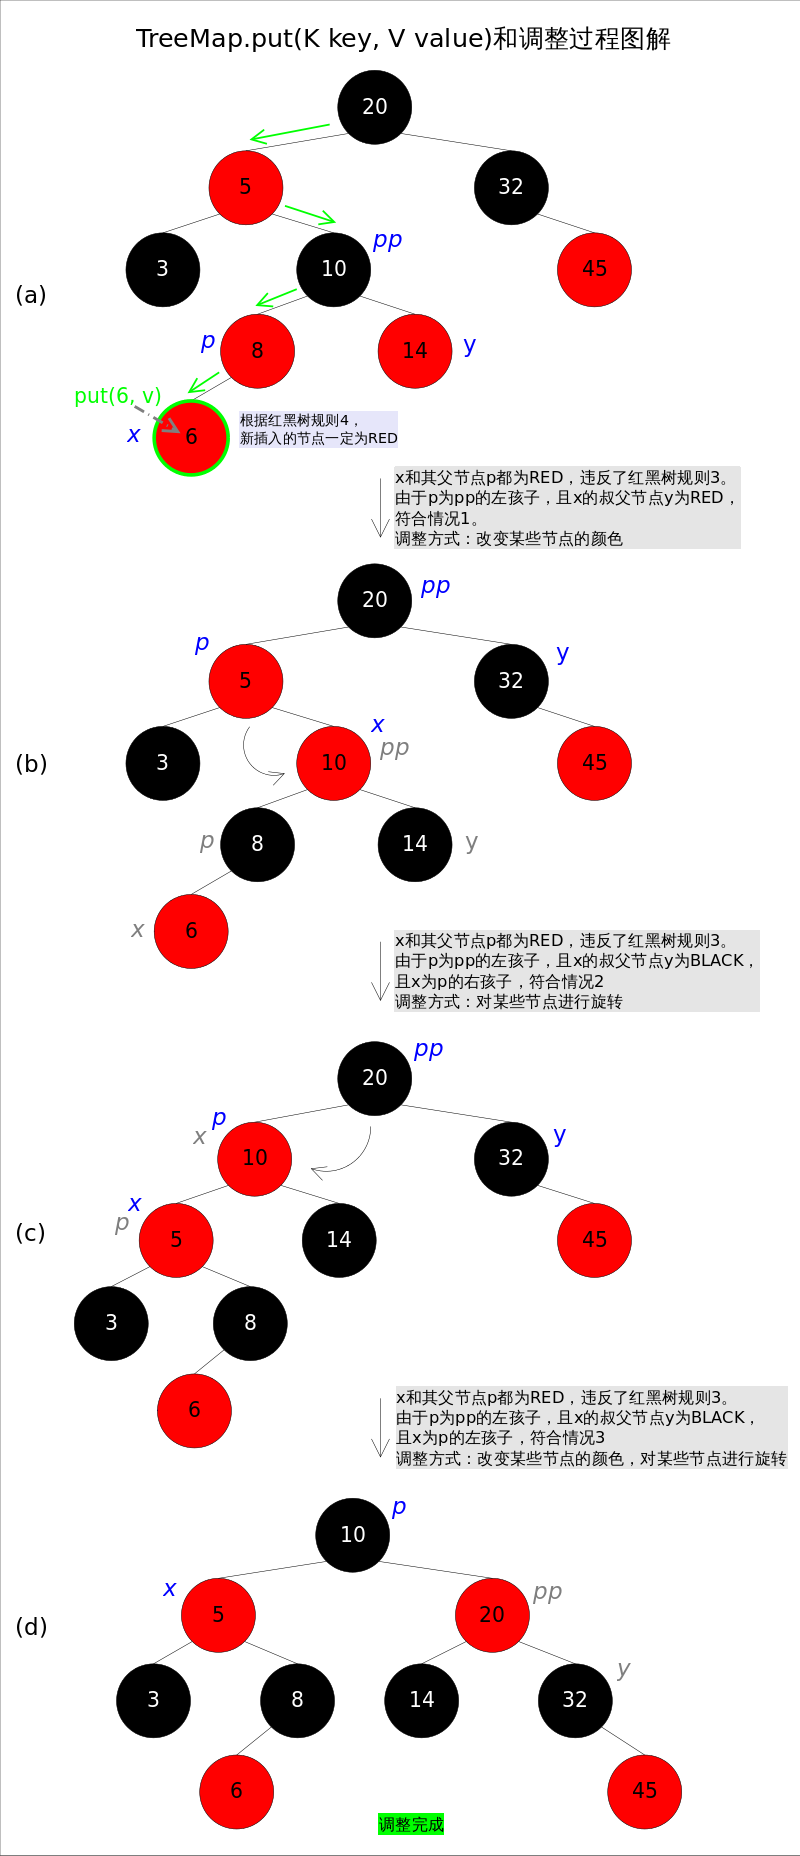 TreeMap.put(K key, V value)和调整过程图解
20
5
32
pp
3
10
45
(a)
p
8
14
y
put(6, v)
x
6
根据红黑树规则4，
新插入的节点一定为RED
x和其父节点p都为RED，违反了红黑树规则3。
由于p为pp的左孩子，且x的叔父节点y为RED，
符合情况1。
调整方式：改变某些节点的颜色
20
pp
p
5
32
y
x
pp
(b)
3
10
45
p
8
14
y
x
6
x和其父节点p都为RED，违反了红黑树规则3。
由于p为pp的左孩子，且x的叔父节点y为BLACK，
且x为p的右孩子，符合情况2
调整方式：对某些节点进行旋转
20
pp
p
x
10
32
y
x
p
(c)
5
14
45
3
8
6
x和其父节点p都为RED，违反了红黑树规则3。
由于p为pp的左孩子，且x的叔父节点y为BLACK，
且x为p的左孩子，符合情况3
调整方式：改变某些节点的颜色，对某些节点进行旋转
10
p
x
5
20
pp
(d)
3
8
14
32
y
6
45
调整完成